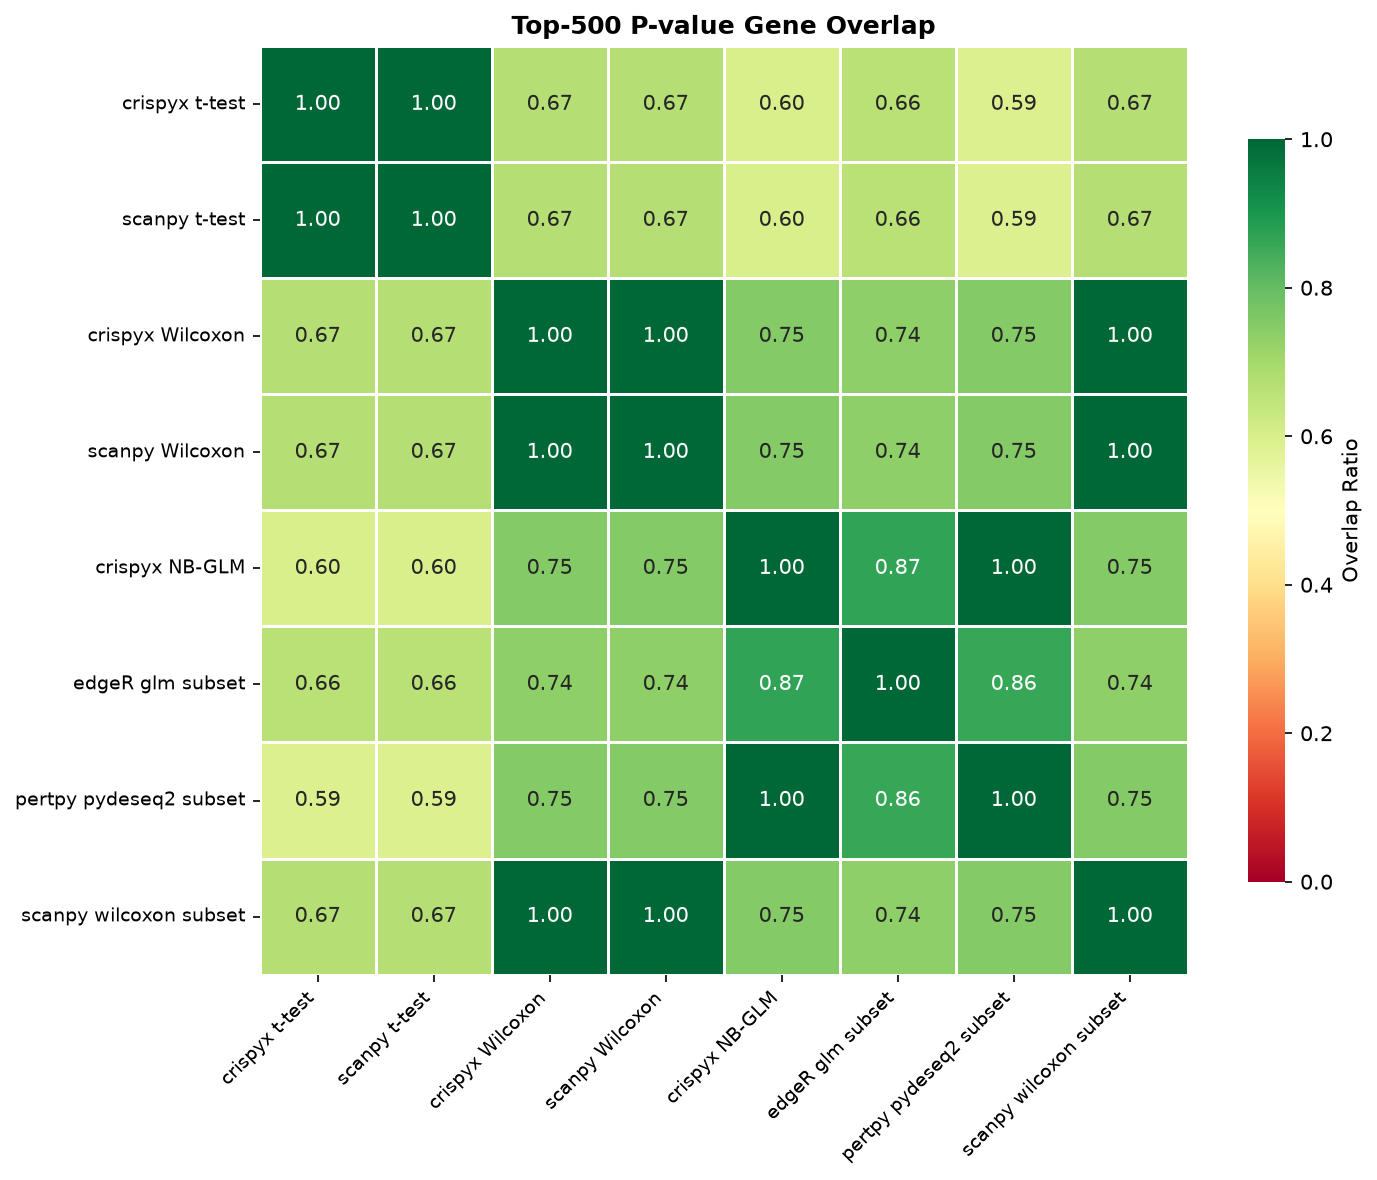 Top-500 P-value Gene Overlap
crispyx t-test 1.00 1.00 0.67 0.67 0.60 0.66 0.59 0.67
scanpy t-test 1.00 1.00 0.67 0.67 0.60 0.66 0.59 0.67
crispyx Wilcoxon 0.67 0.67 1.00 1.00 0.75 0.74 0.75 1.00
scanpy Wilcoxon 0.67 0.67 1.00 1.00 0.75 0.74 0.75 1.00
crispyx NB-GLM 0.60 0.60 0.75 0.75 1.00 0.87 1.00 0.75
edgeR glm subset 0.66 0.66 0.74 0.74 0.87 1.00 0.86 0.74
pertpy pydeseq2 subset 0.59 0.59 0.75 0.75 1.00 0.86 1.00 0.75
scanpy wilcoxon subset 0.67 0.67 1.00 1.00 0.75 0.74 0.75 1.00
crispyx t-test
scanpy t-test
crispyx Wilcoxon
scanpy Wilcoxon
crispyx NB-GLM
edgeR glm subset
pertpy pydeseq2 subset
scanpy wilcoxon subset
1.0
0.8
0.6
0.4
0.2
0.0
Overlap Ratio